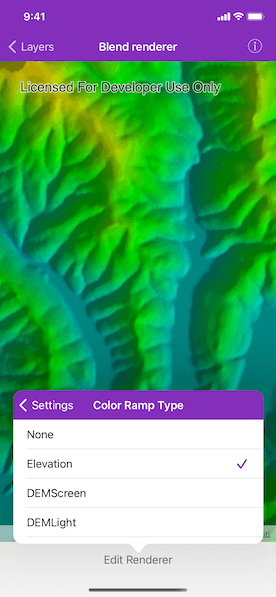 9:41
Layers
Blend renderer
Licensed For Developer Use Only
Settings
Color Ramp Type
None
Elevation
DEMScreen
DEMLight
Edit Renderer